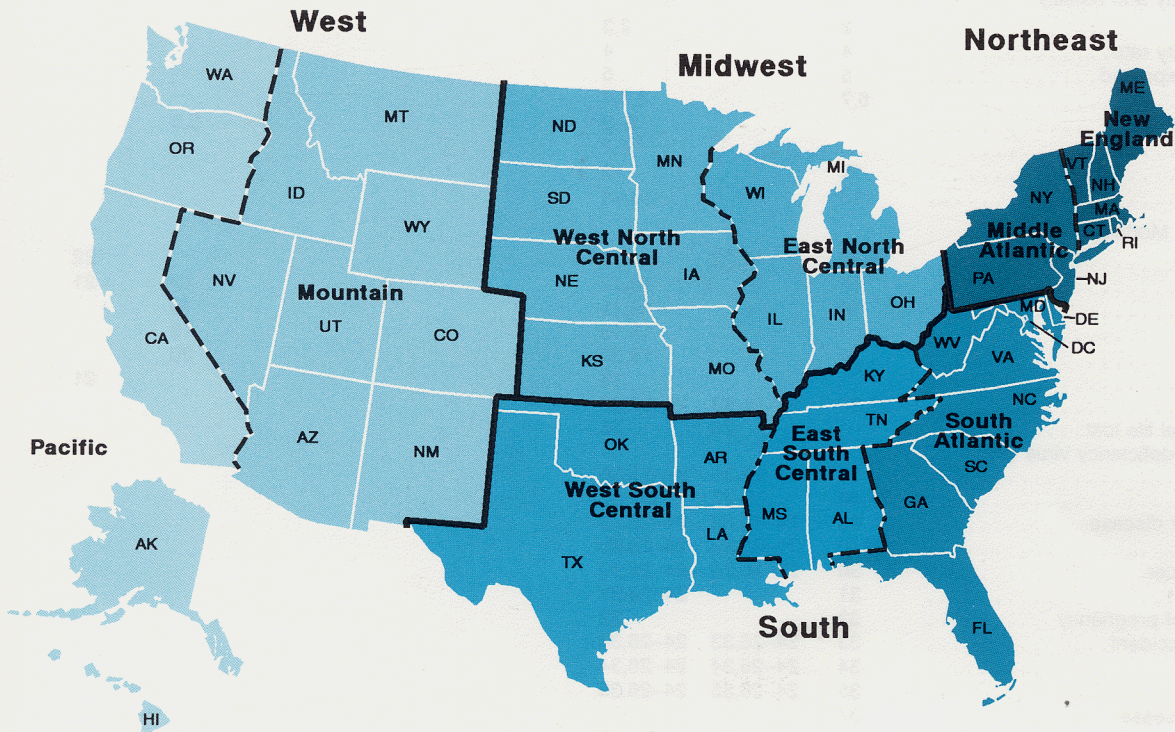 West
Midwest
Northeast
WA
MT
ND
MN
ME
New
England
OR
ID
SD
WI
MI
VT
NH
NY
MA
WY
West North
Central
East North
Central
Middle
Atlantic
CT
RI
NV
Mountain
NE
IA
PA
NJ
UT
CO
IL
IN
OH
MD
DE
CA
KS
MO
WV
VA
DC
KY
Pacific
AZ
NM
OK
AR
TN
NC
East
South
Central
South
Atlantic
SC
West South
Central
MS
AL
GA
AK
TX
LA
South
FL
HI